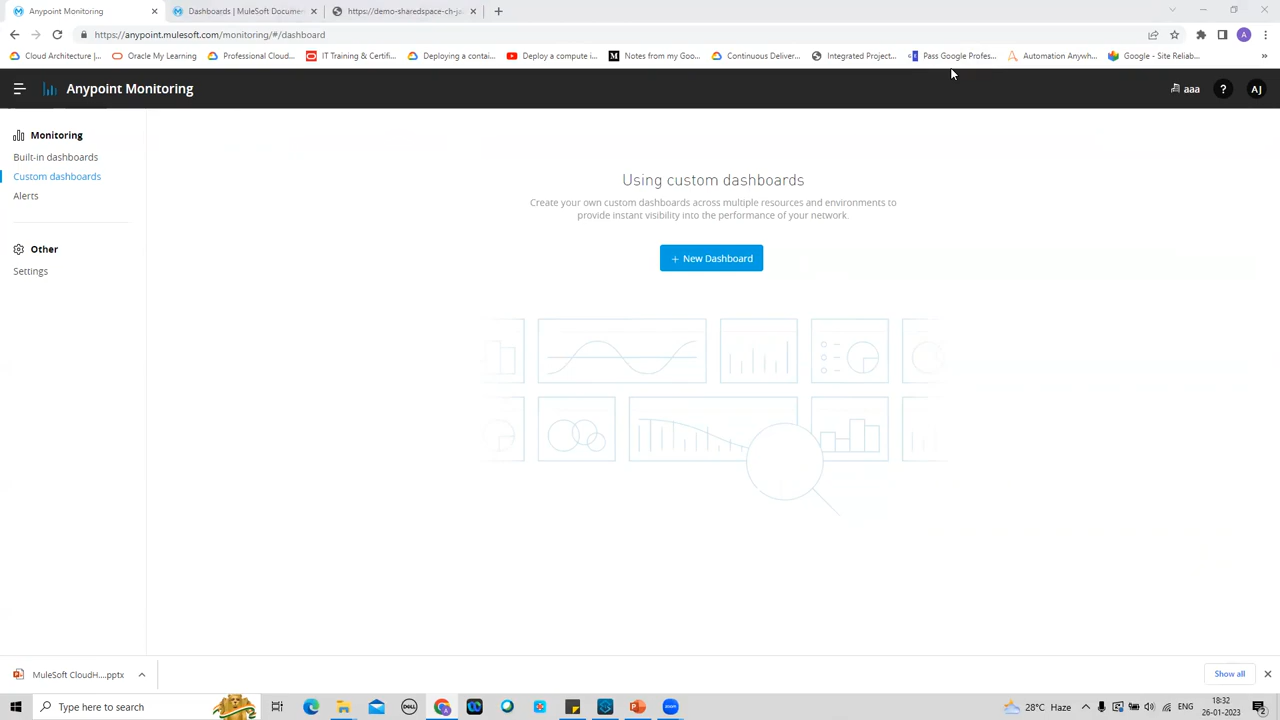 Anypoint Monitoring
Dashboards | MuleSoft Documen
https://demo-sharedspace-ch-js
https://anypoint.mulesoft.com/monitoring/#/dashboard
A
Cloud Architecture |...
Oracle My Learning
Professional Cloud...
IT Training & Certifi...
Deploying a contai...
Deploy a compute i...
Notes from my Goo...
Continuous Deliver...
Integrated Project...
Pass Google Profes...
Automation Anywh...
Google - Site Reliab...
»
Anypoint Monitoring
aaa
?
AJ
Monitoring
Built-in dashboards
Custom dashboards
Alerts
Other
Settings
Using custom dashboards
Create your own custom dashboards across multiple resources and environments to
provide instant visibility into the performance of your network.
+ New Dashboard
MuleSoft CloudH....pptx
Show all
Type here to search
DELL
zoom
28°C Haze
ENG
18:32
26-01-2023
2